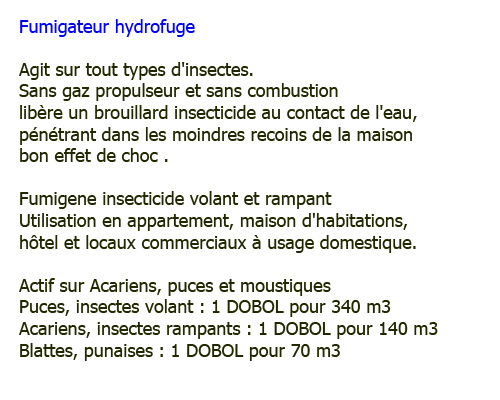 Fumigateur hydrofuge
Agit sur tout types d'insectes.
Sans gaz propulseur et sans combustion
libère un brouillard insecticide au contact de l'eau,
pénétrant dans les moindres recoins de la maison
bon effet de choc .
Fumigene insecticide volant et rampant
Utilisation en appartement, maison d'habitations,
hôtel et locaux commerciaux à usage domestique.
Actif sur Acariens, puces et moustiques
Puces, insectes volant : 1 DOBOL pour 340 m3
Acariens, insectes rampants : 1 DOBOL pour 140 m3
Blattes, punaises : 1 DOBOL pour 70 m3